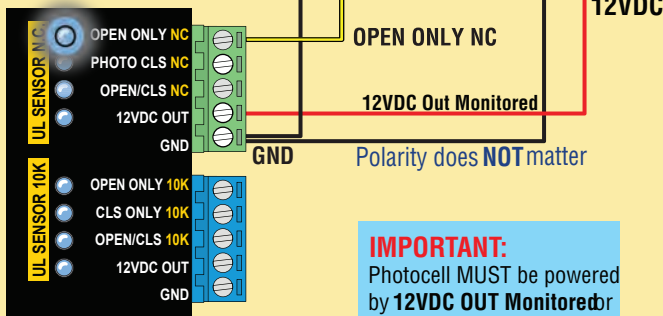 12VDC
UL SENSOR N.C.
OPEN ONLY NC
PHOTO CLS NC
OPEN/CLS NC
12VDC OUT
GND
OPEN ONLY NC
12VDC Out Monitored
GND
Polarity does NOT matter
UL SENSOR 10K
OPEN ONLY 10K
CLS ONLY 10K
OPEN/CLS 10K
12VDC OUT
GND
IMPORTANT:
Photocell MUST be powered
by 12VDC OUT Monitored or